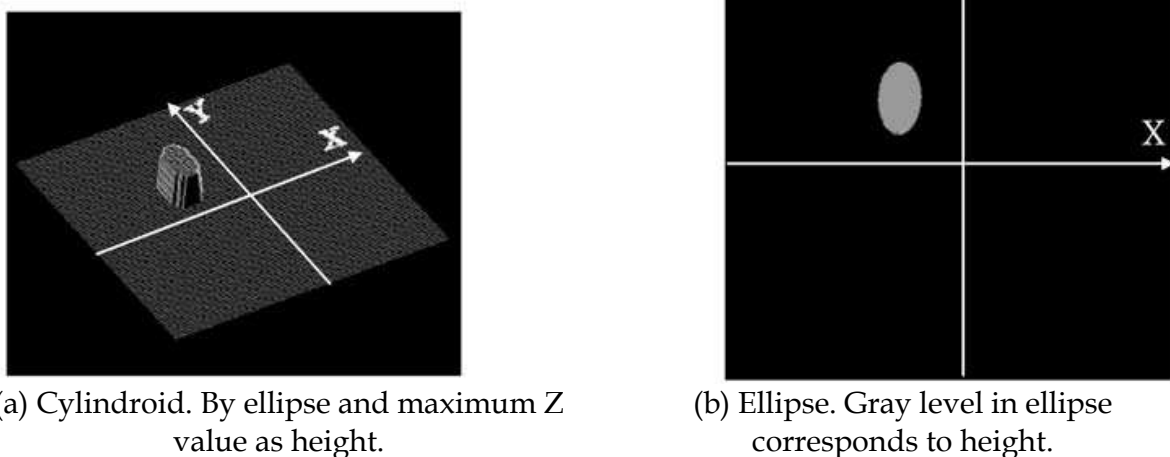 Y
X
X
(a) Cylindroid. By ellipse and maximum Z
value as height.
(b) Ellipse. Gray level in ellipse
corresponds to height.